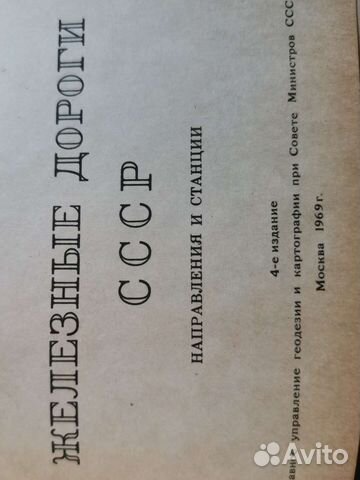 ЖЕЛЕЗНЫЕ ДОРОГИ
СССР
НАПРАВЛЕНИЯ И СТАНЦИИ
4-е издание
управление геодезии и картографии при Совете Министров
Москва 1969 г.
Avito